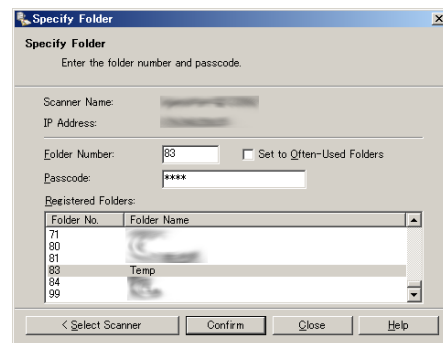 Specify Folder
Specify Folder
Enter the folder number and passcode.
Scanner Name:
IP Address:
Folder Number: 83 Set to Often-Used Folders
Passcode: ****
Registered Folders:
Folder No. Folder Name
71
80
81
83 Temp
84
99
< Select Scanner Confirm Close Help